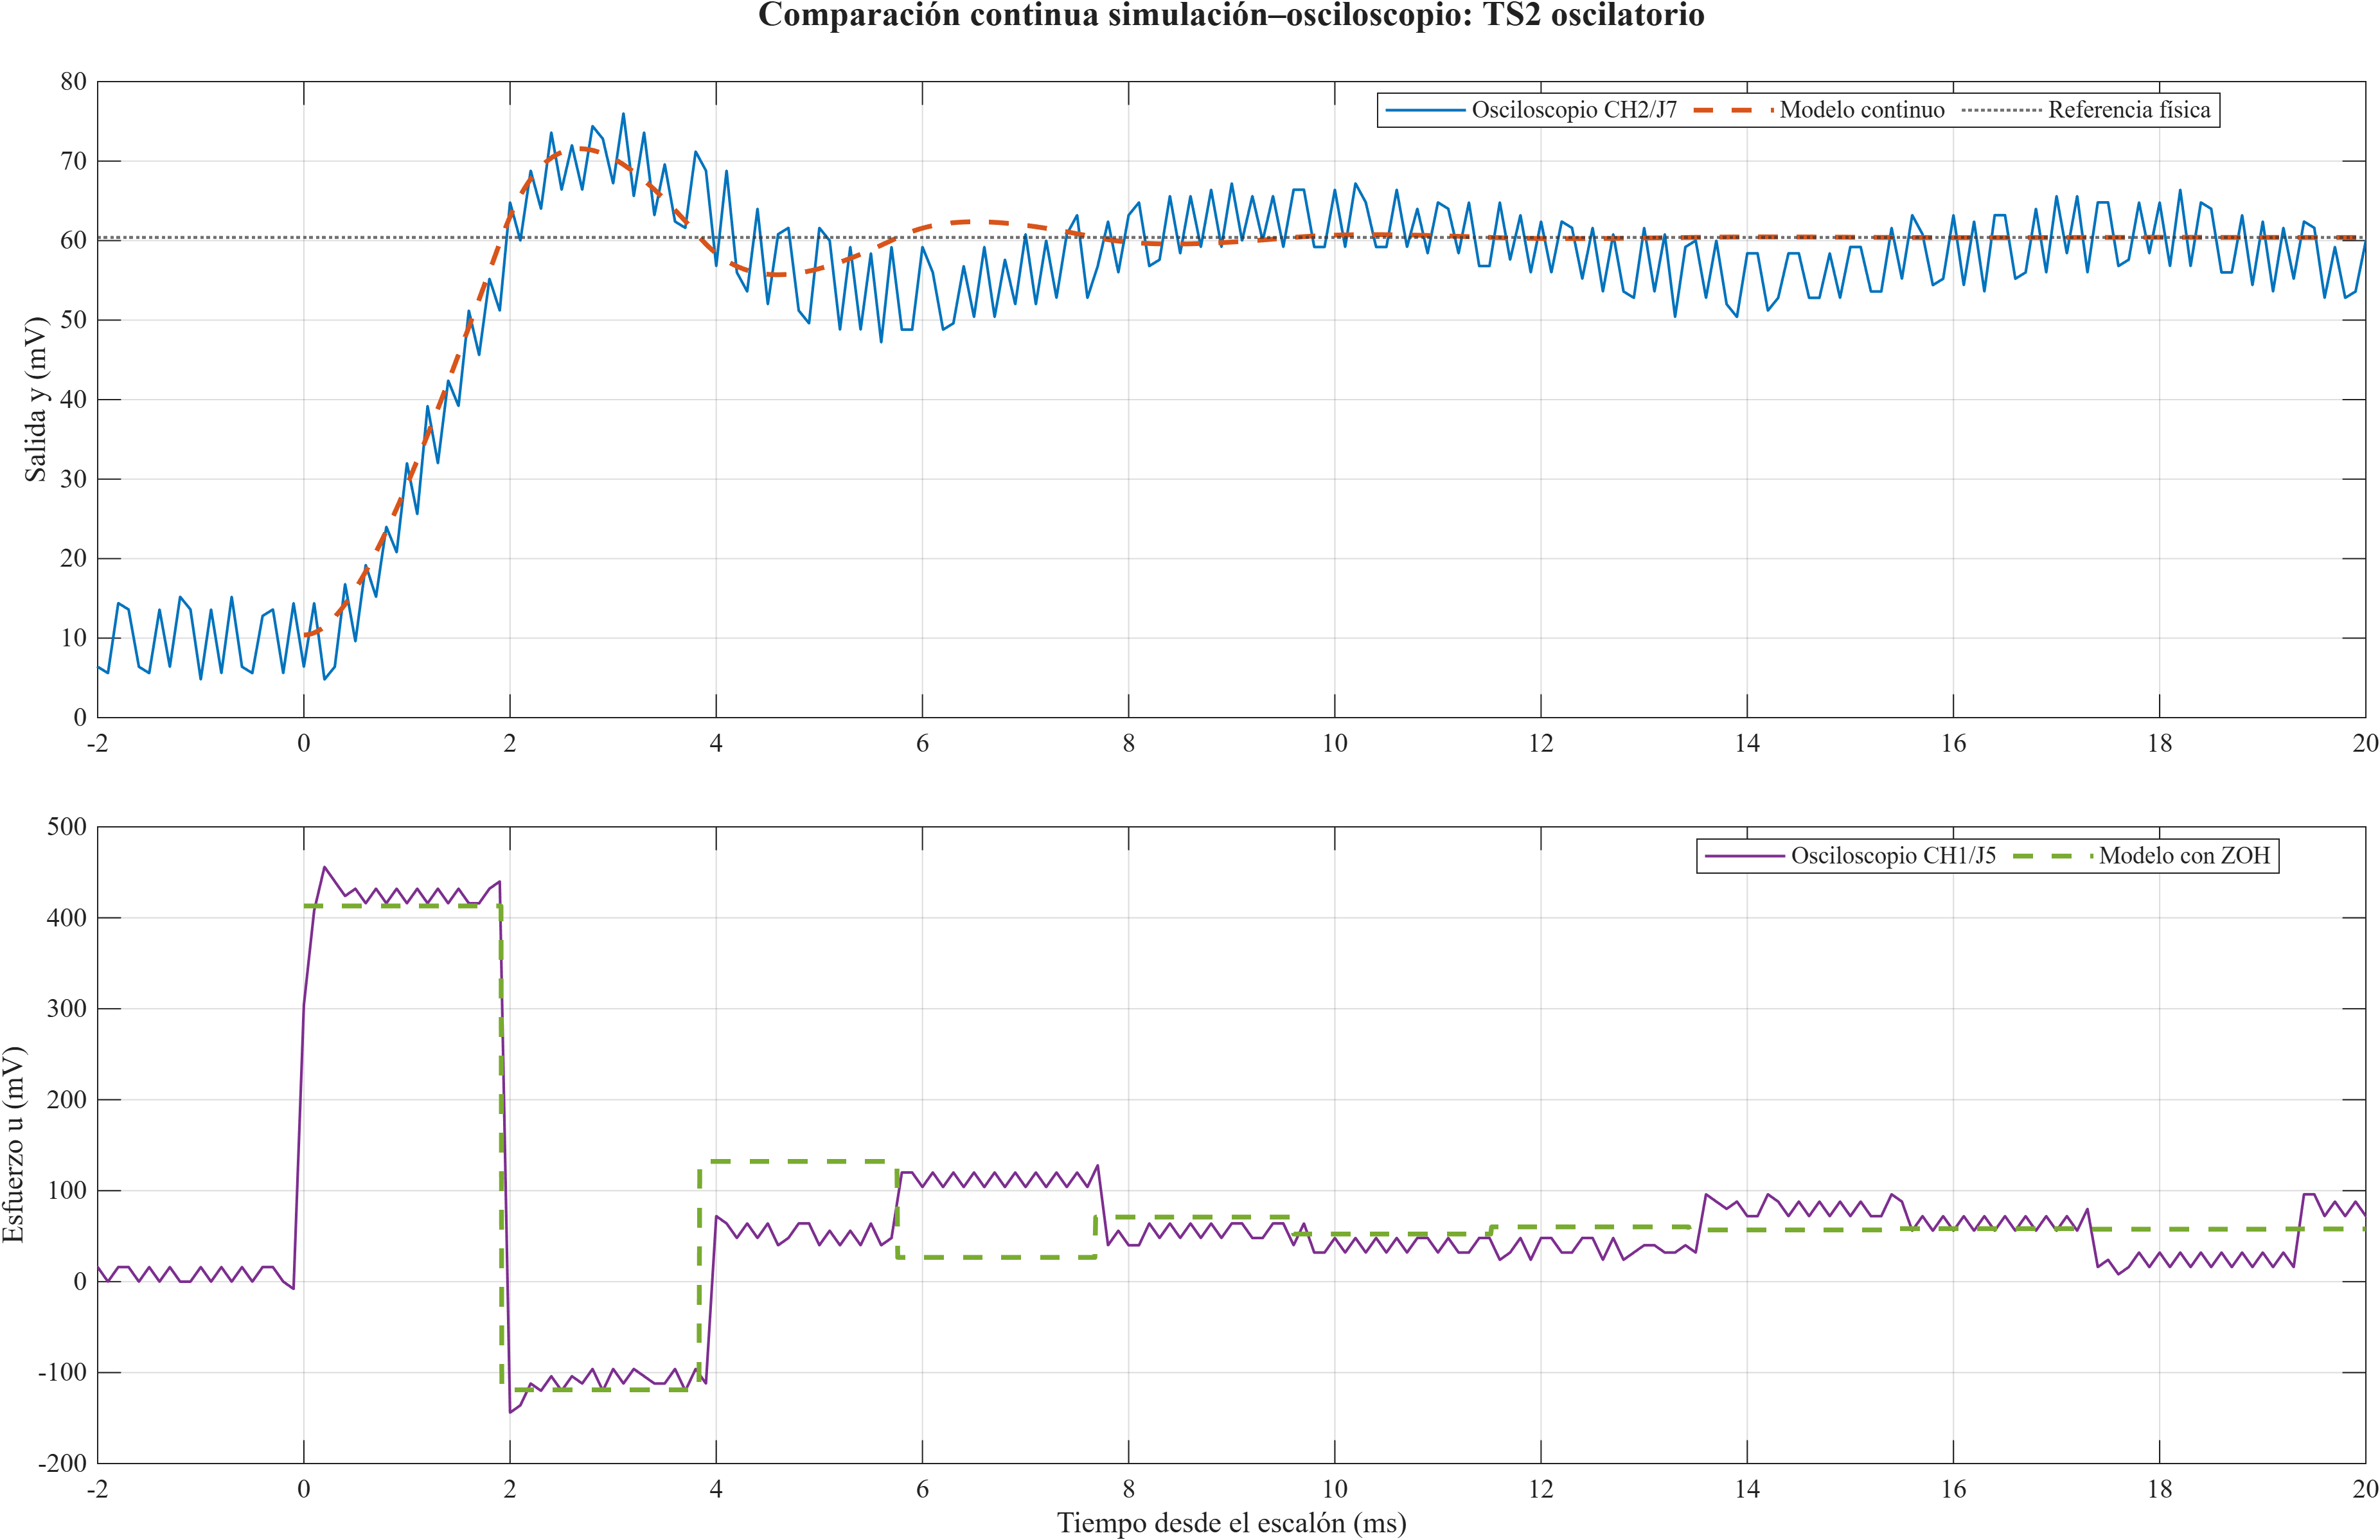 Comparación continua simulación–osciloscopio: TS2 oscilatorio
Osciloscopio CH2/J7 Modelo continuo Referencia física
Salida y (mV)
80
70
60
50
40
30
20
10
0
-2 0 2 4 6 8 10 12 14 16 18 20
Osciloscopio CH1/J5 Modelo con ZOH
Esfuerzo u (mV)
500
400
300
200
100
0
-100
-200
-2 0 2 4 6 8 10 12 14 16 18 20
Tiempo desde el escalón (ms)